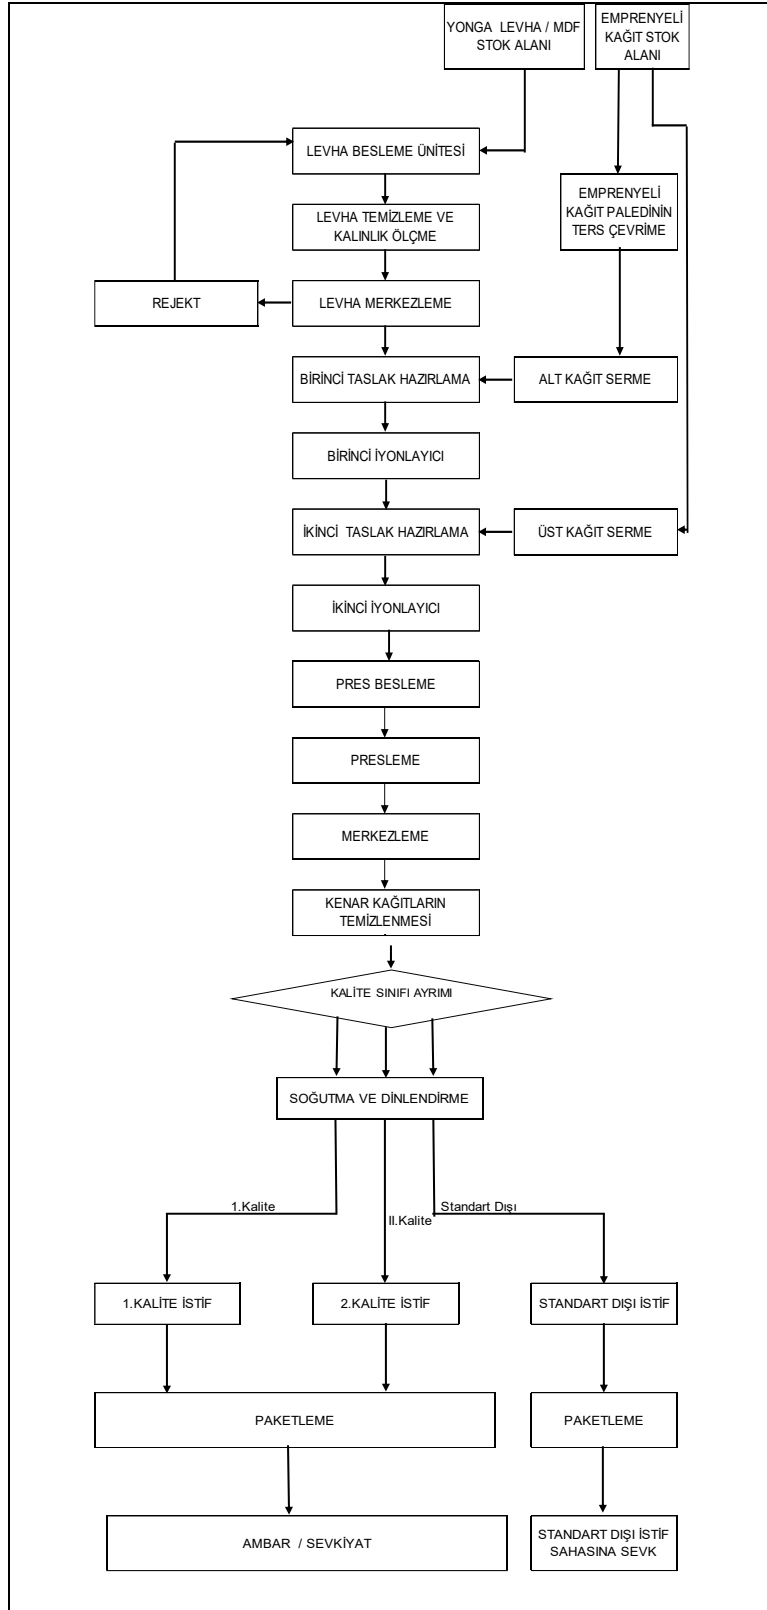 YONGA LEVHA / MDF
STOK ALANI
EMPRENYELİ
KAĞIT STOK
ALANI
LEVHA BESLEME ÜNİTESİ
EMPRENYELİ
KAĞIT PALEDİNİN
TERS ÇEVRİME
LEVHA TEMİZLEME VE
KALINLIK ÖLÇME
REJEKT
LEVHA MERKEZLEME
BİRİNCİ TASLAK HAZIRLAMA
ALT KAĞIT SERME
BİRİNCİ İYONLAYICI
İKİNCİ TASLAK HAZIRLAMA
ÜST KAĞIT SERME
İKİNCİ İYONLAYICI
PRES BESLEME
PRESLEME
MERKEZLEME
KENAR KAĞITLARIN
TEMİZLENMESİ
KALİTE SINIFI AYRIMI
SOĞUTMA VE DİNLENDİRME
1.Kalite
II.Kalite
Standart Dışı
1.KALİTE İSTİF
2.KALİTE İSTİF
STANDART DIŞI İSTİF
PAKETLEME
PAKETLEME
AMBAR / SEVKİYAT
STANDART DIŞI İSTİF
SAHASINA SEVK